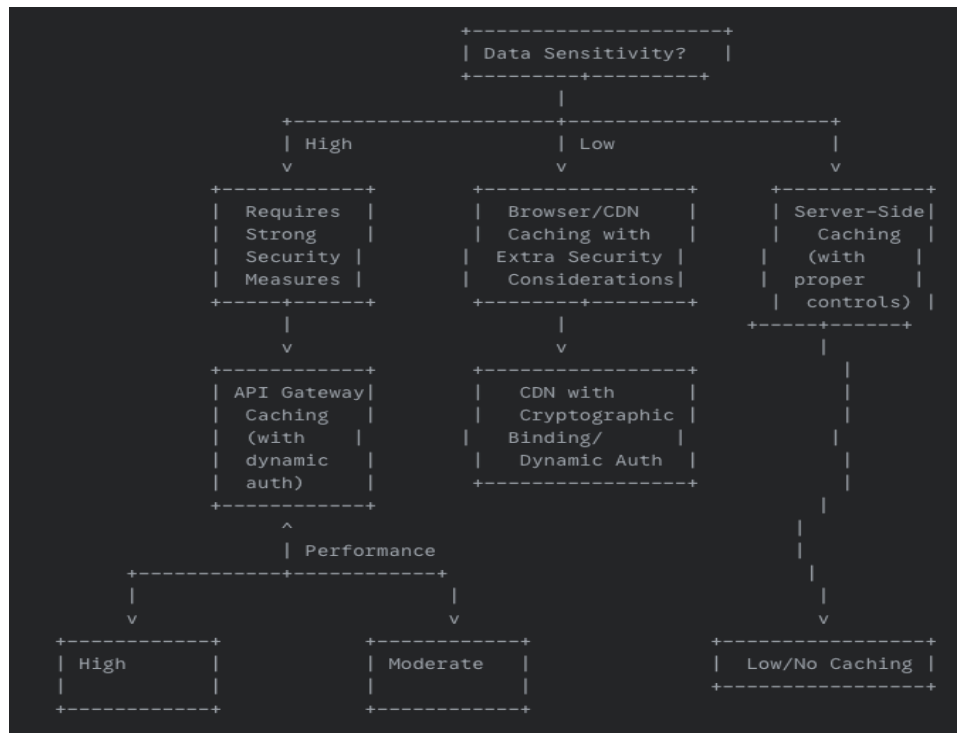 Data Sensitivity?
High
Low
Requires
Strong
Security
Measures
Browser/CDN
Caching with
Extra Security
Considerations
Server-Side
Caching
(with
proper
controls)
API Gateway
Caching
(with
dynamic
auth)
CDN with
Cryptographic
Binding/
Dynamic Auth
Performance
High
Moderate
Low/No Caching